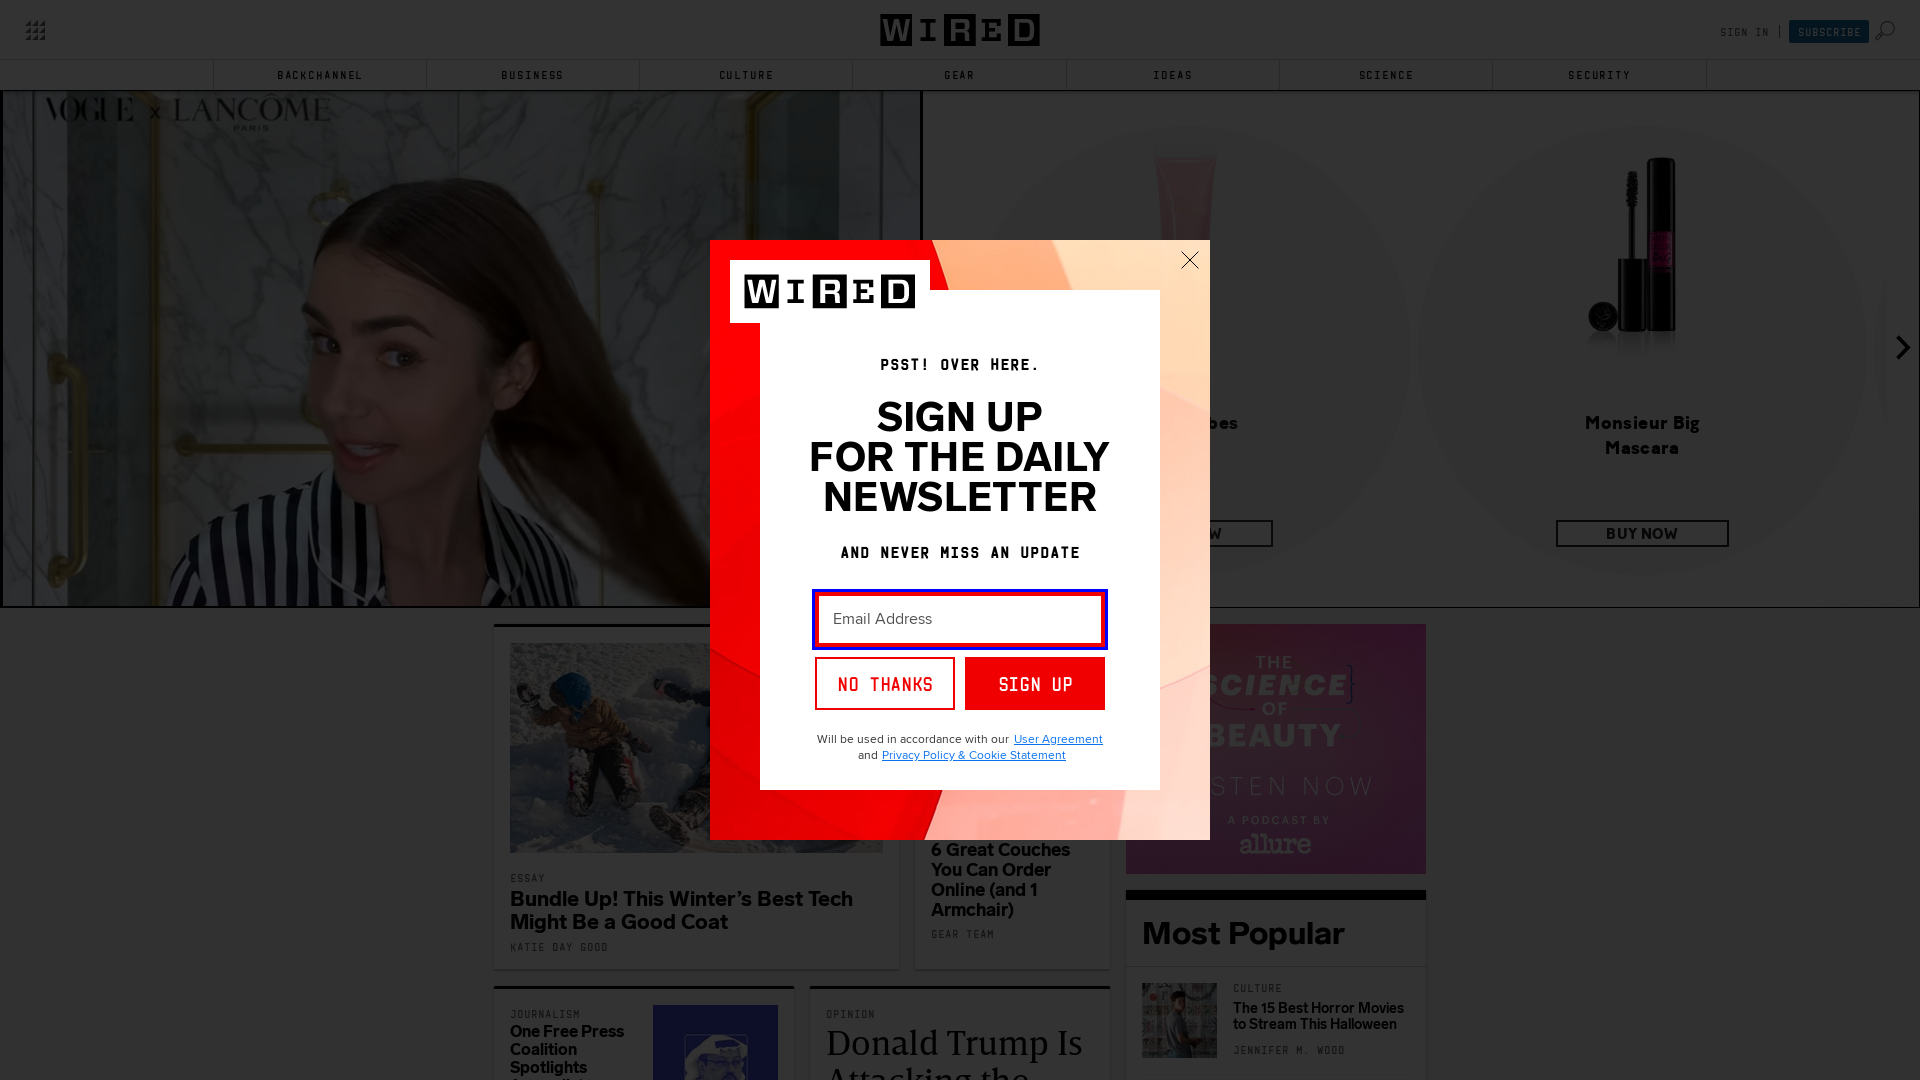 WIRED
SIGN IN
SUBSCRIBE
BACKCHANNEL
BUSINESS
CULTURE
GEAR
IDEAS
SCIENCE
SECURITY
VOGUE × LANCÔME
PARIS
Monsieur Big
Mascara
BUY NOW
WIRED
PSST! OVER HERE.
SIGN UP
FOR THE DAILY
NEWSLETTER
AND NEVER MISS AN UPDATE
Email Address
NO THANKS
SIGN UP
Will be used in accordance with our User Agreement
and Privacy Policy & Cookie Statement
ESSAY
Bundle Up! This Winter’s Best Tech
Might Be a Good Coat
KATIE DAY GOOD
6 Great Couches
You Can Order
Online (and 1
Armchair)
GEAR TEAM
THE
SCIENCE
OF
BEAUTY
STEN NOW
A PODCAST BY
allure
Most Popular
CULTURE
The 15 Best Horror Movies
to Stream This Halloween
JENNIFER M. WOOD
JOURNALISM
One Free Press
Coalition
Spotlights
OPINION
Donald Trump Is
Attacking the